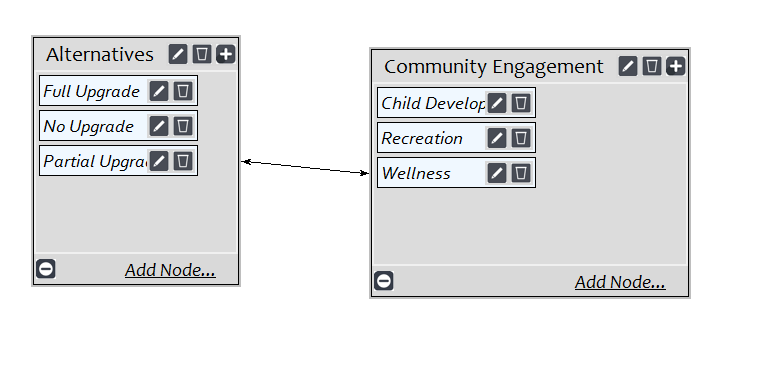 Alternatives
Full Upgrade
No Upgrade
Partial Upgra
Add Node...
Community Engagement
Child Develop
Recreation
Wellness
Add Node...